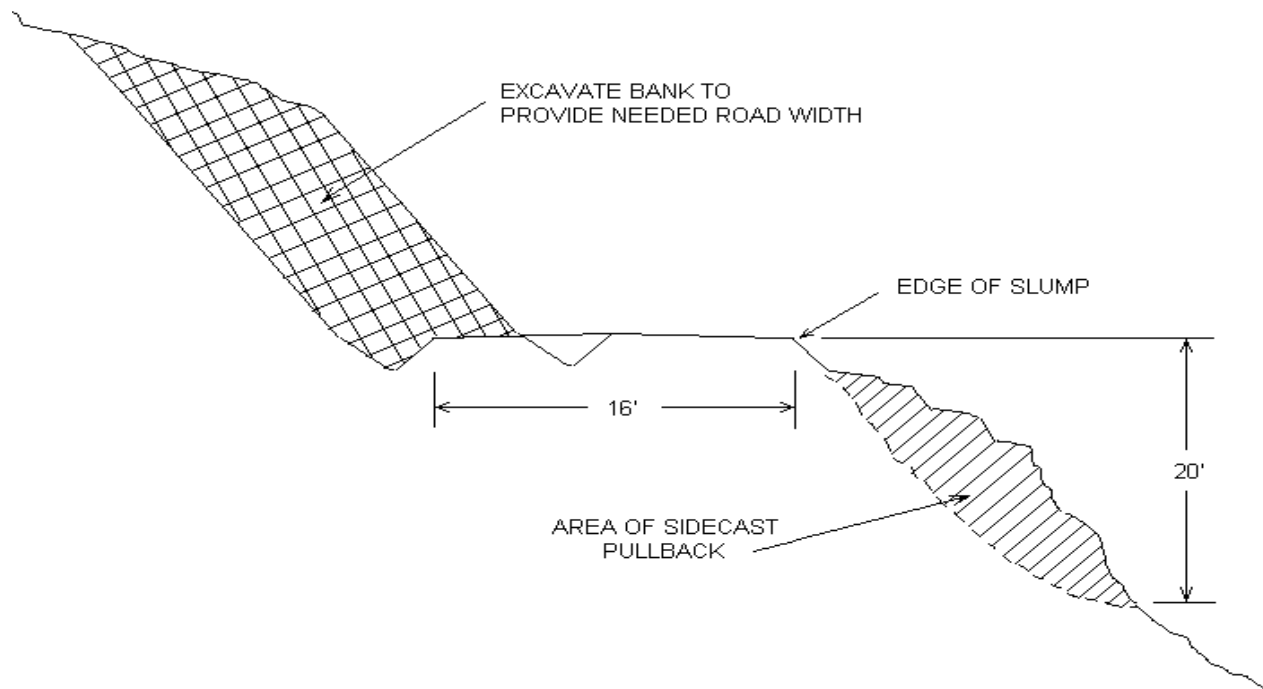 EXCAVATE BANK TO
PROVIDE NEEDED ROAD WIDTH
EDGE OF SLUMP
16'
20'
AREA OF SIDECAST
PULLBACK